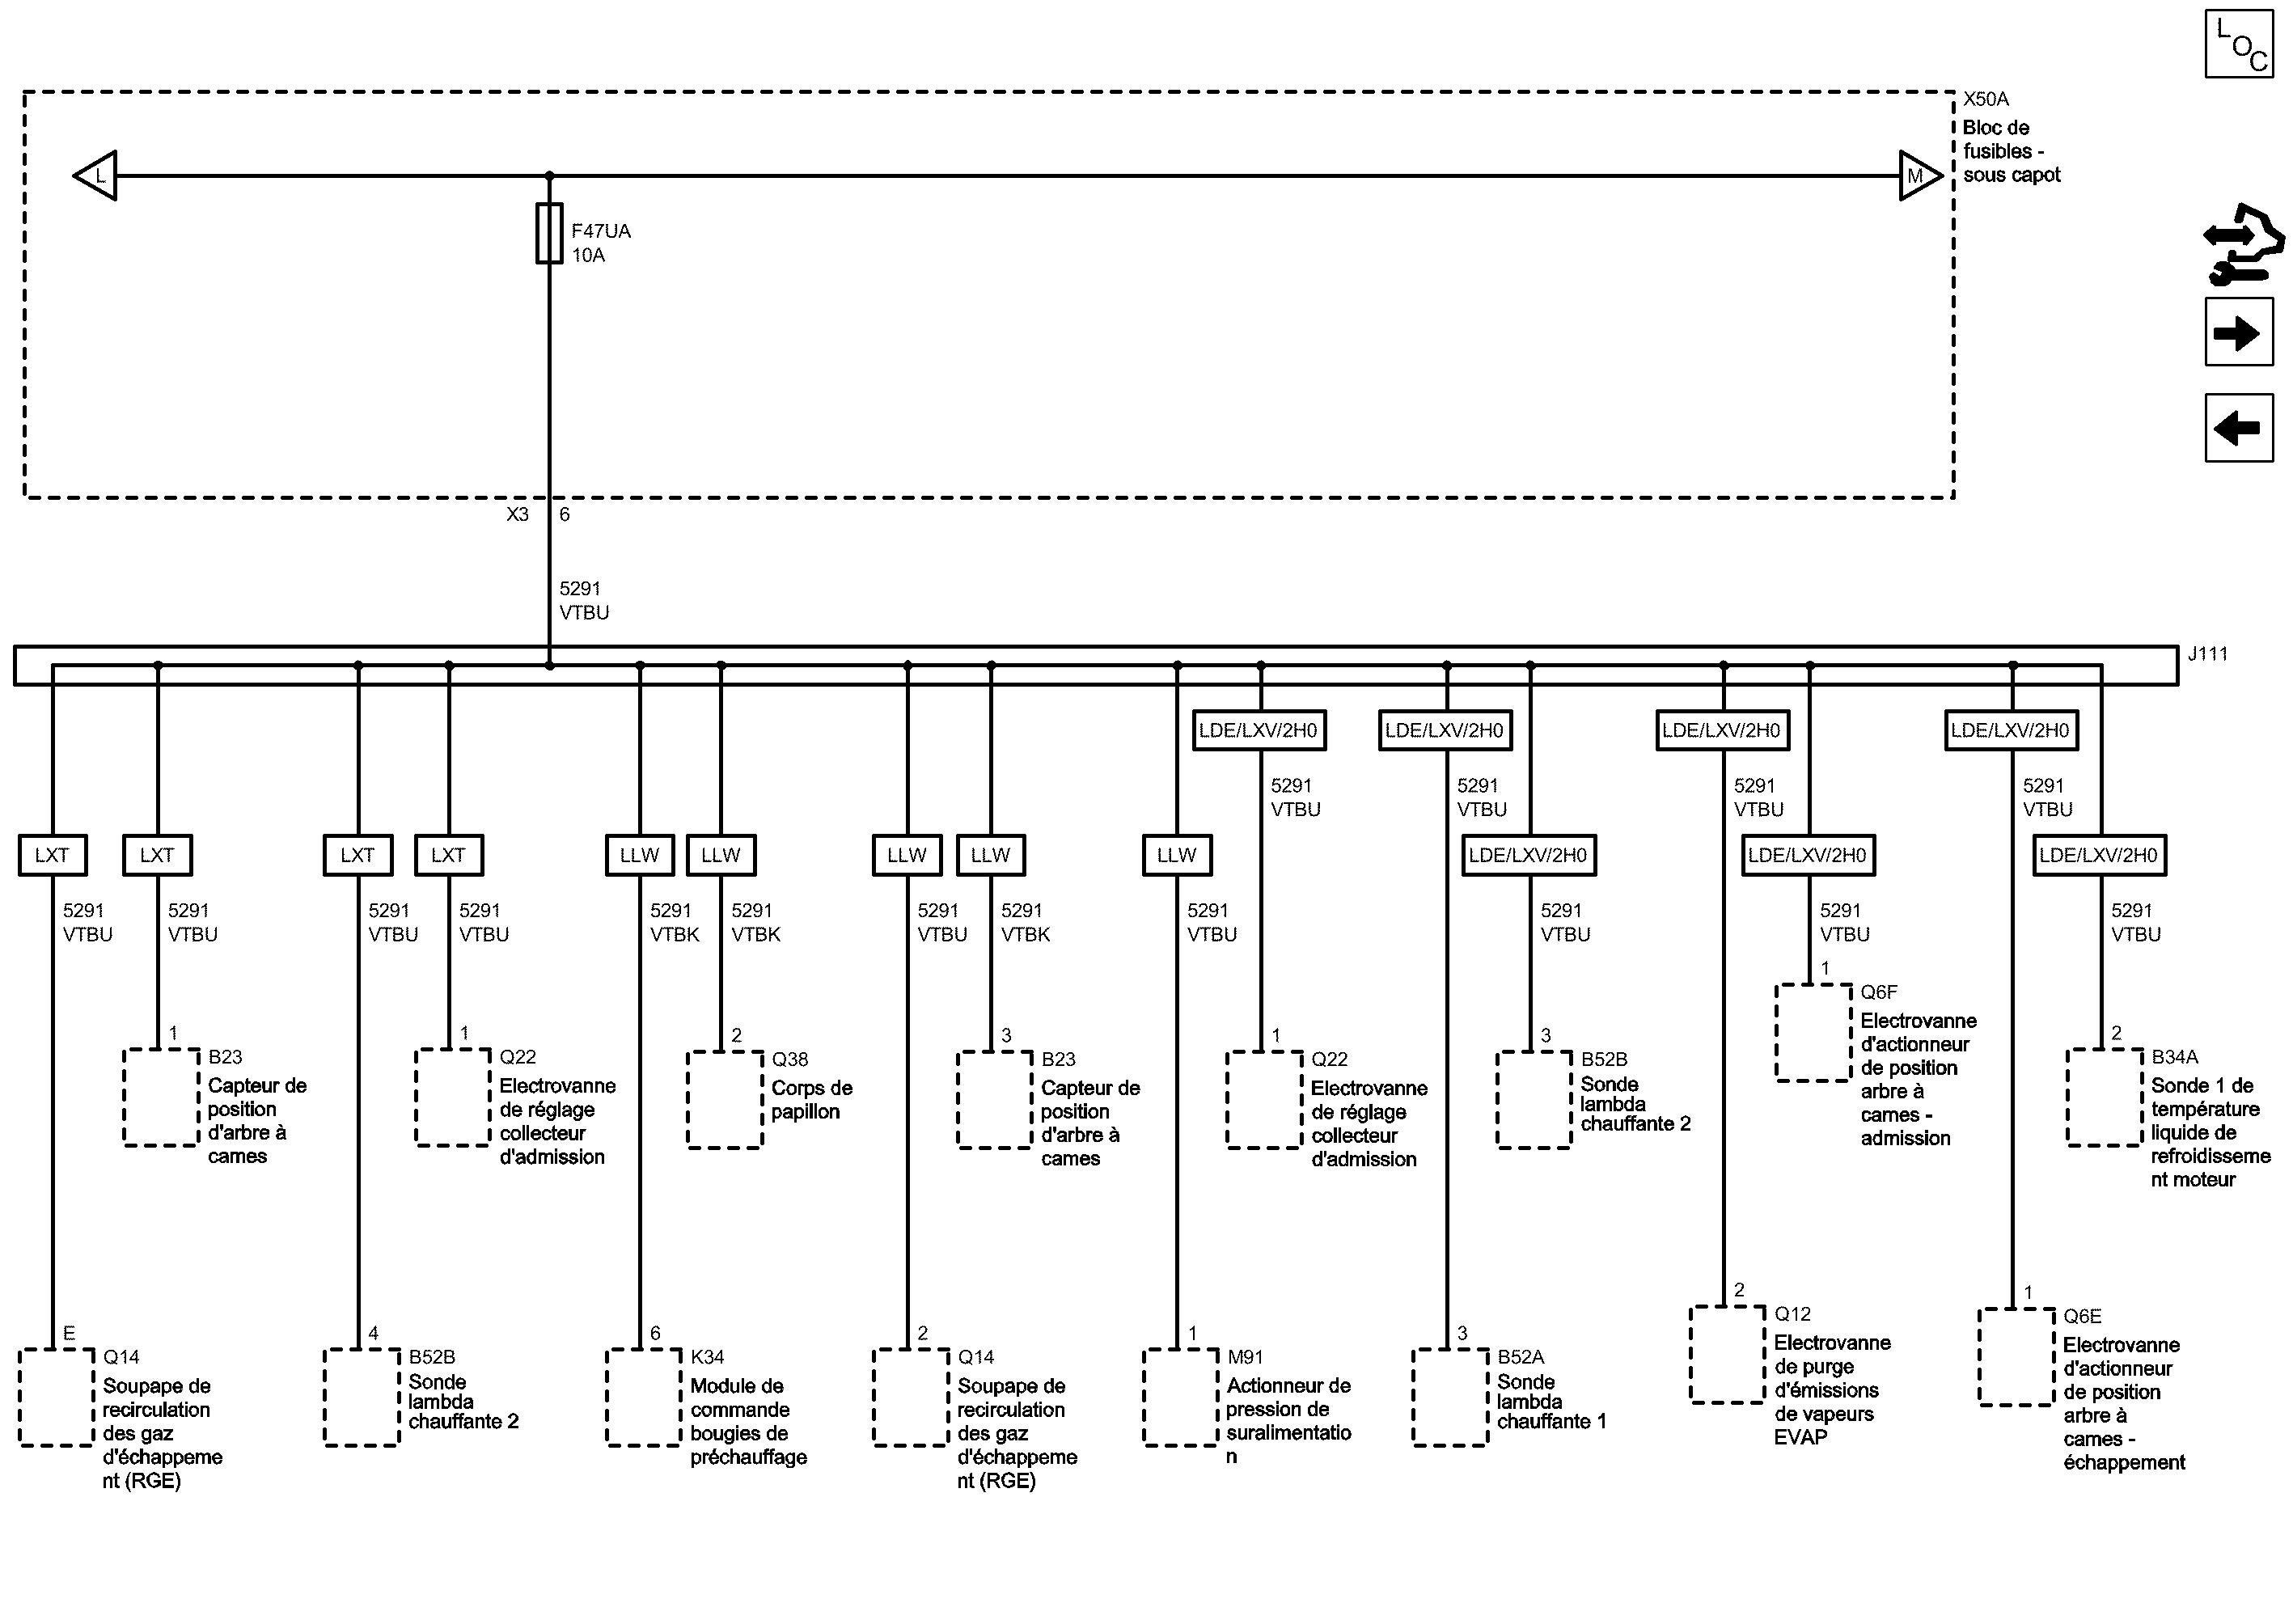 L
O
C
X50A
Bloc de
fusibles -
sous capot
L
M
F47UA
10A
X3
6
5291
VTBU
J111
LDE/LXV/2H0
LDE/LXV/2H0
LDE/LXV/2H0
LDE/LXV/2H0
5291
VTBU
5291
VTBU
5291
VTBU
5291
VTBU
LXT
LXT
LXT
LXT
LLW
LLW
LLW
LLW
LLW
LDE/LXV/2H0
LDE/LXV/2H0
LDE/LXV/2H0
5291
VTBU
5291
VTBU
5291
VTBU
5291
VTBU
5291
VTBK
5291
VTBK
5291
VTBU
5291
VTBK
5291
VTBU
5291
VTBU
5291
VTBU
5291
VTBU
1
B23
Capteur de
position
d'arbre à
cames
1
Q22
Electrovanne
de réglage
collecteur
d'admission
2
Q38
Corps de
papillon
3
B23
Capteur de
position
d'arbre à
cames
1
Q22
Electrovanne
de réglage
collecteur
d'admission
3
B52B
Sonde
lambda
chauffante 2
1
Q6F
Electrovanne
d'actionneur
de position
arbre à
cames -
admission
2
B34A
Sonde 1 de
température
liquide de
refroidisseme
nt moteur
E
Q14
Soupape de
recirculation
des gaz
d'échappeme
nt (RGE)
4
B52B
Sonde
lambda
chauffante 2
6
K34
Module de
commande
bougies de
préchauffage
2
Q14
Soupape de
recirculation
des gaz
d'échappeme
nt (RGE)
1
M91
Actionneur de
pression de
suralimentatio
n
3
B52A
Sonde
lambda
chauffante 1
2
Q12
Electrovanne
de purge
d'émissions
de vapeurs
EVAP
1
Q6E
Electrovanne
d'actionneur
de position
arbre à
cames -
échappement